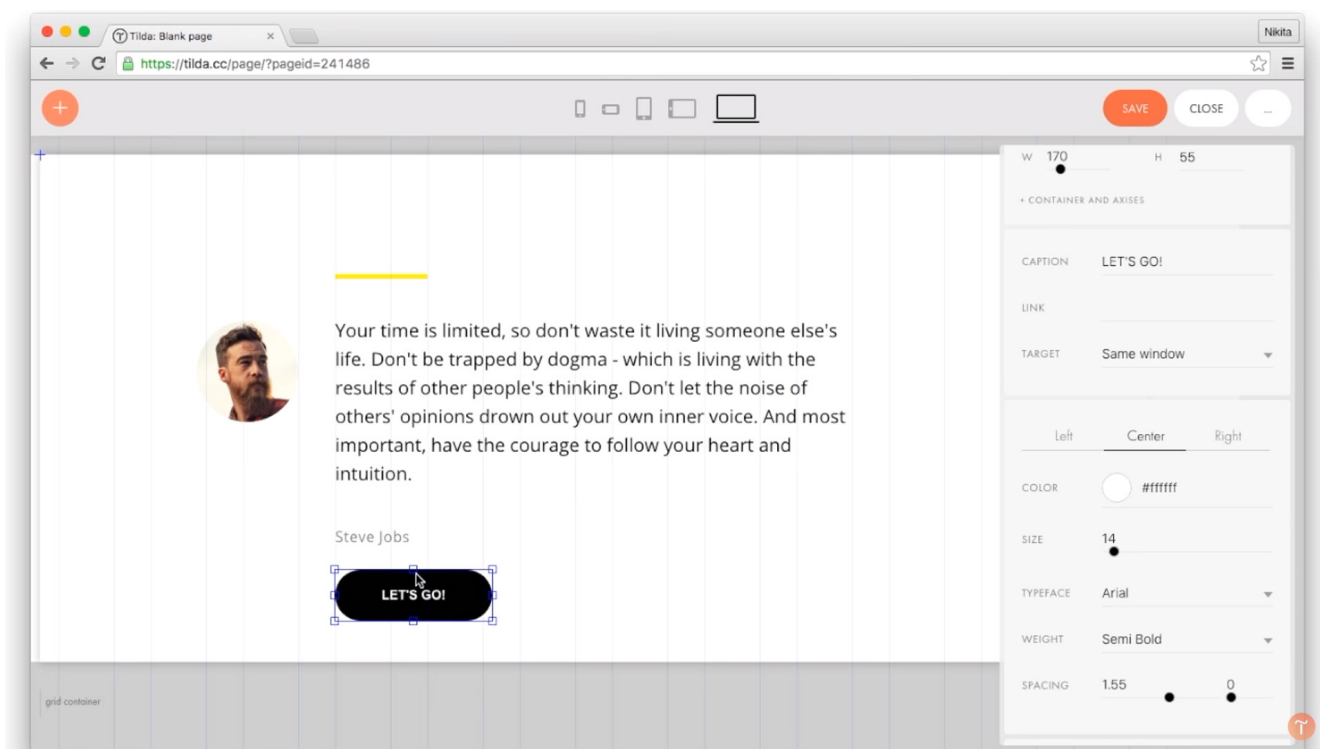 Tilda: Blank page
Nikita
https://tilda.cc/page/?pageid=241486
SAVE
CLOSE
...
W 170 H 55
+ CONTAINER AND AXISES
CAPTION LET'S GO!
LINK
TARGET Same window
Left Center Right
COLOR #ffffff
SIZE 14
TYPEFACE Arial
WEIGHT Semi Bold
SPACING 1.55 0
Your time is limited, so don't waste it living someone else's
life. Don't be trapped by dogma - which is living with the
results of other people's thinking. Don't let the noise of
others' opinions drown out your own inner voice. And most
important, have the courage to follow your heart and
intuition.
Steve Jobs
LET'S GO!
grid container